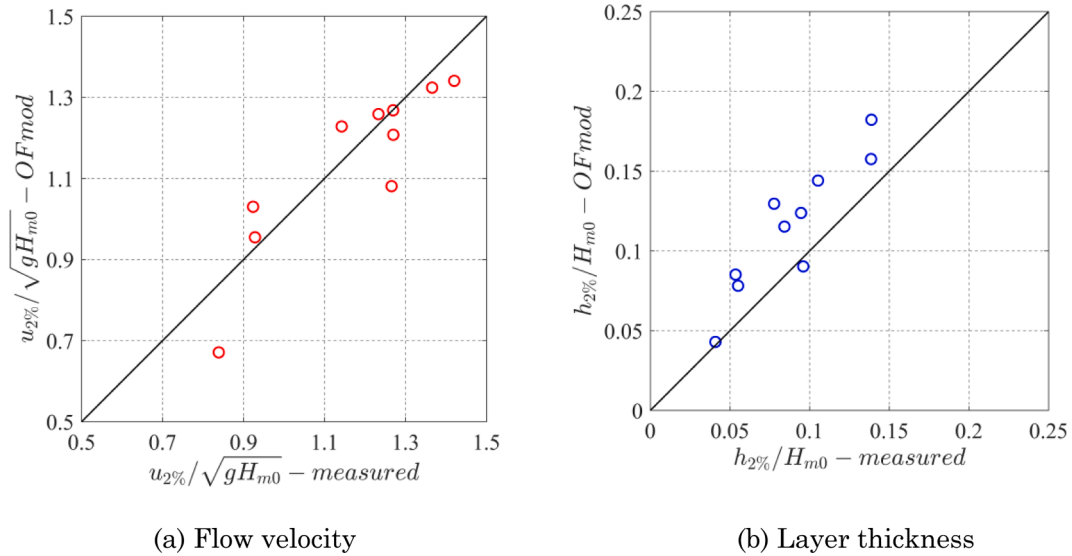 1.5
1.3
1.1
0.9
0.7
0.5
0.5 0.7 0.9 1.1 1.3 1.5
u2%/√gHm0 − OFmod
u2%/√gHm0 − measured
(a) Flow velocity
0.25
0.2
0.15
0.1
0.05
0
0 0.05 0.1 0.15 0.2 0.25
h2%/Hm0 − OFmod
h2%/Hm0 − measured
(b) Layer thickness